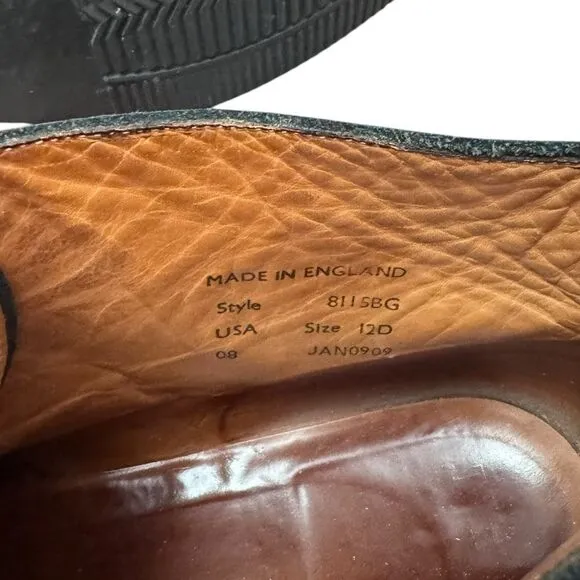 MADE IN ENGLAND
Style 8115BG
USA Size 12D
08 JAN0909